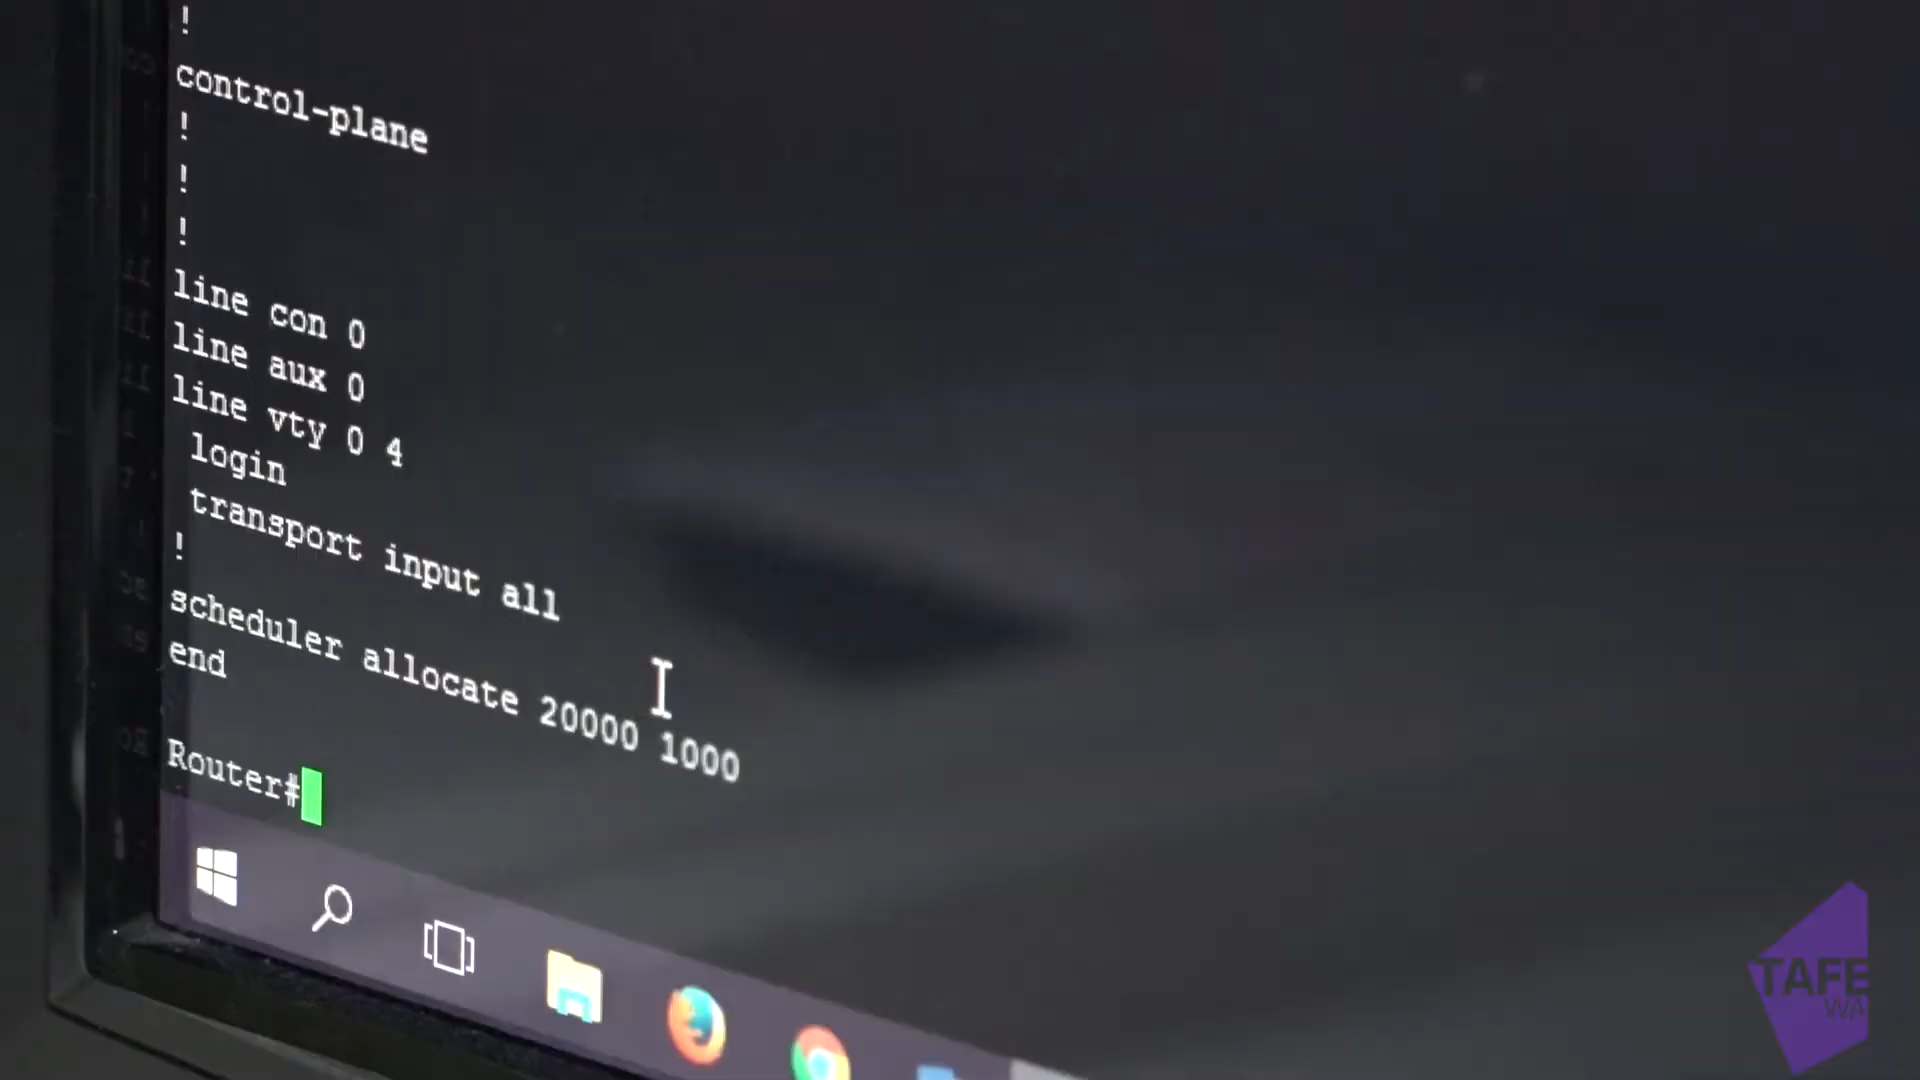 !
control-plane
!
!
!
line con 0
line aux 0
line vty 0 4
login
transport input all
!
scheduler allocate 20000 1000
end
Router#
TAFE
WA